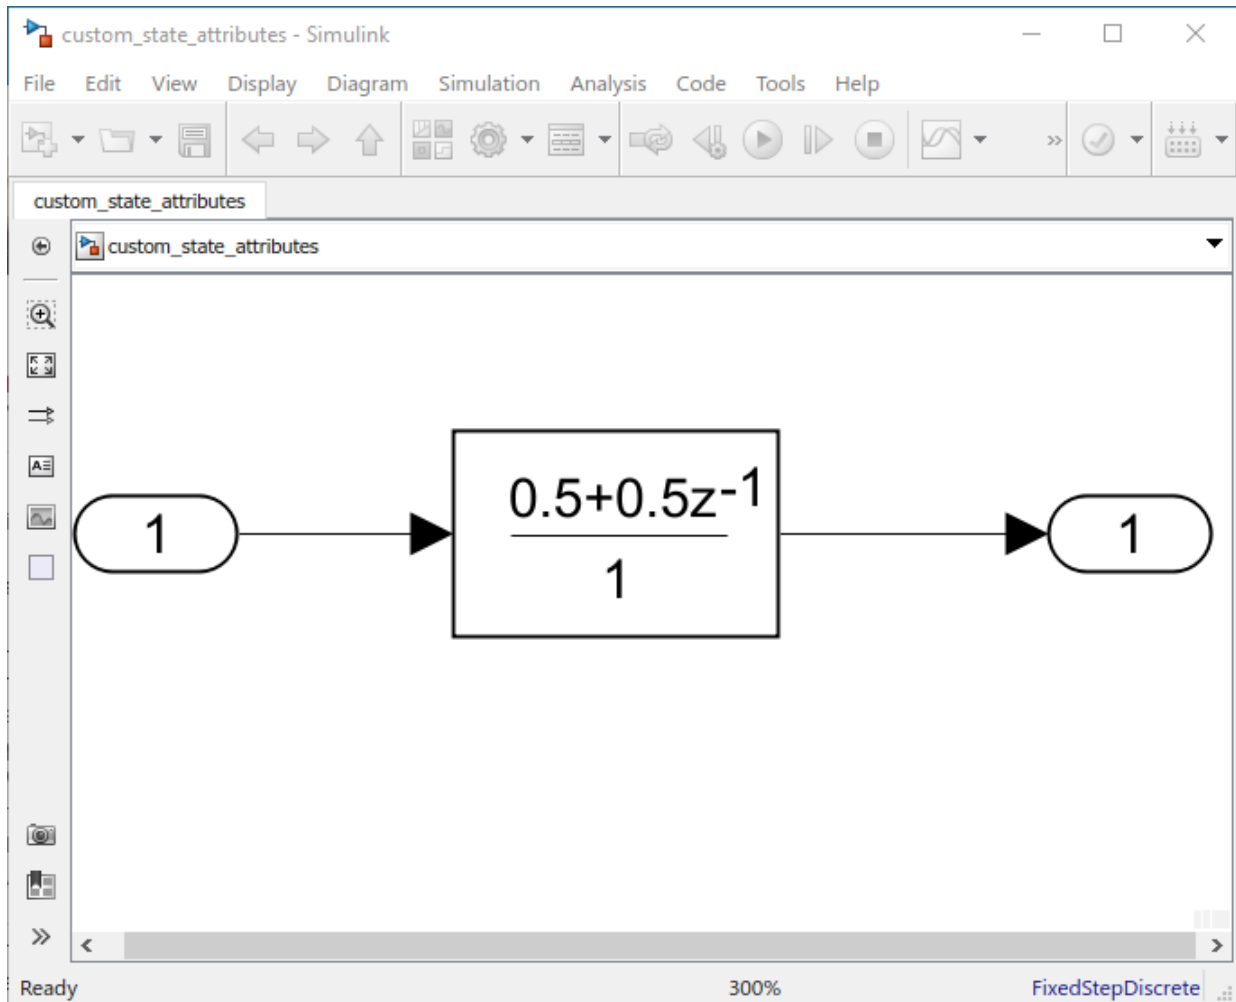 custom_state_attributes - Simulink
File Edit View Display Diagram Simulation Analysis Code Tools Help
custom_state_attributes
custom_state_attributes
1
0.5+0.5z-1
1
1
Ready 300% FixedStepDiscrete